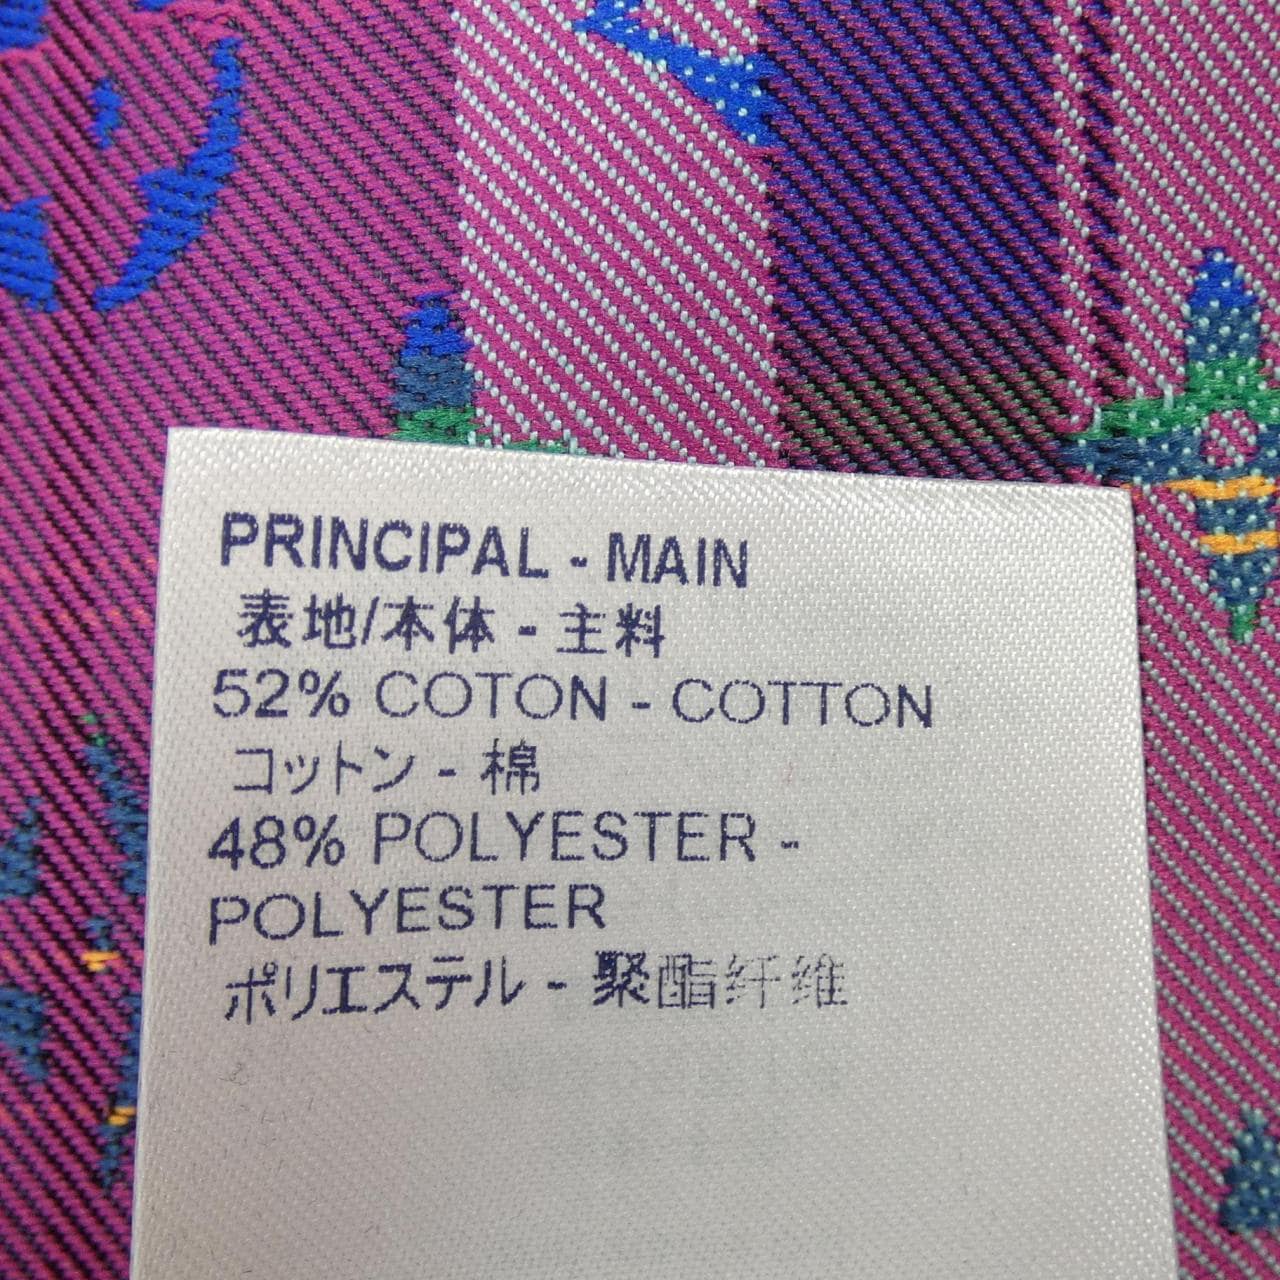 PRINCIPAL - MAIN
表地/本体 - 主料
52% COTON - COTTON
コットン - 棉
48% POLYESTER -
POLYESTER
ポリエステル - 聚酯纤维